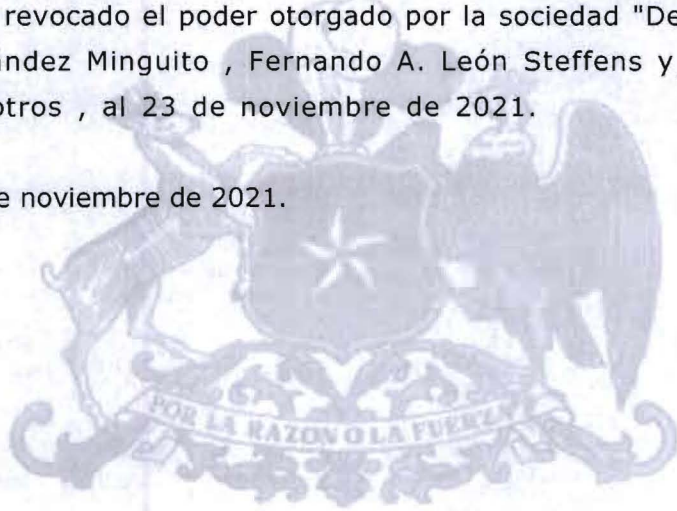 revocado el poder otorgado por la sociedad "De
ández Minguito , Fernando A. León Steffens y
otros , al 23 de noviembre de 2021.
e noviembre de 2021.
POR LA RAZON O LA FUERZA